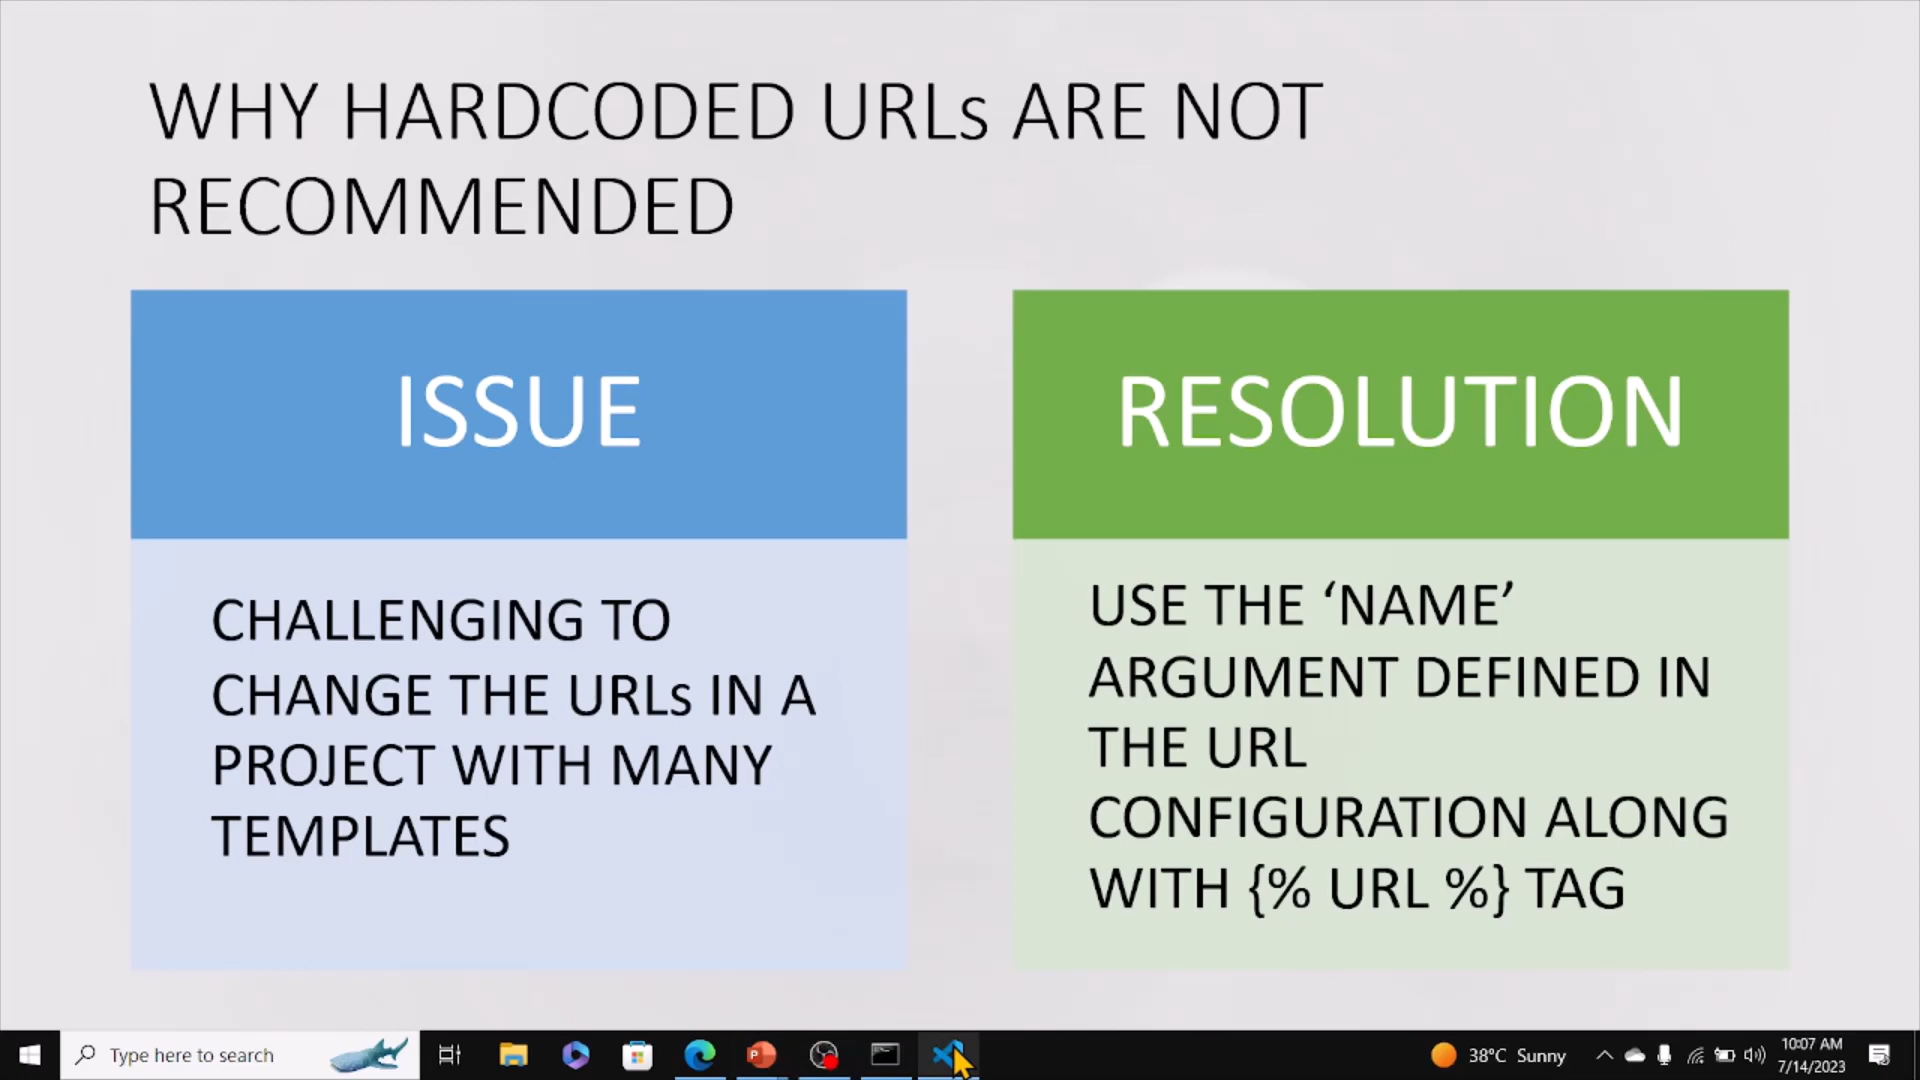 WHY HARDCODED URLs ARE NOT
RECOMMENDED
ISSUE
CHALLENGING TO
CHANGE THE URLs IN A
PROJECT WITH MANY
TEMPLATES
RESOLUTION
USE THE ‘NAME’
ARGUMENT DEFINED IN
THE URL
CONFIGURATION ALONG
WITH {% URL %} TAG
Type here to search
38°C Sunny
10:07 AM
7/14/2023